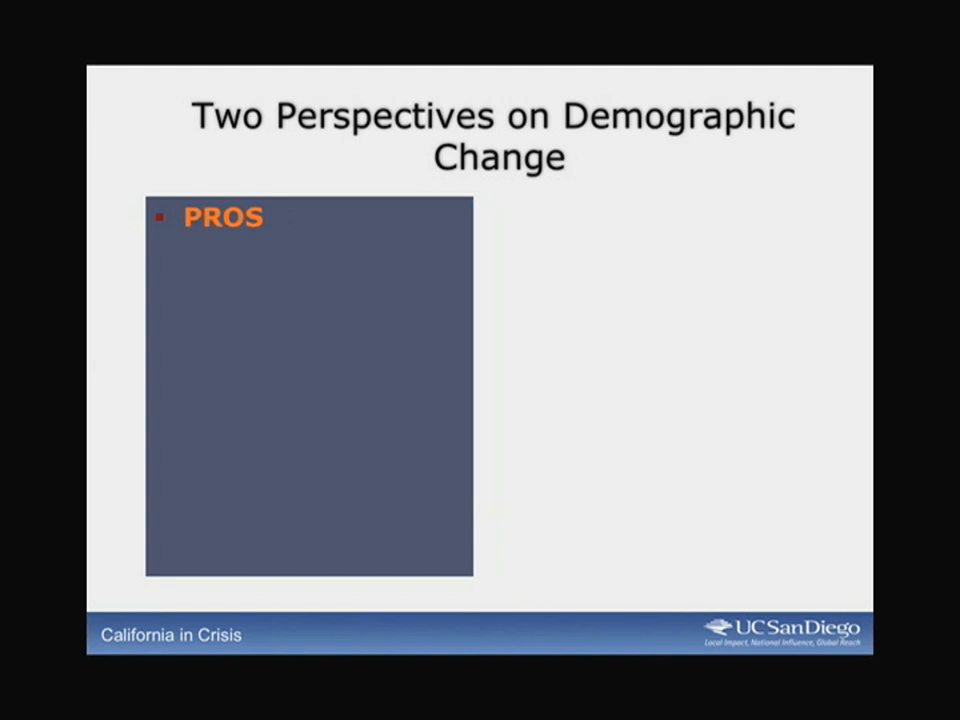 Two Perspectives on Demographic
Change
▪ PROS
California in Crisis
UCSanDiego
Local Impact, National Influence, Global Reach